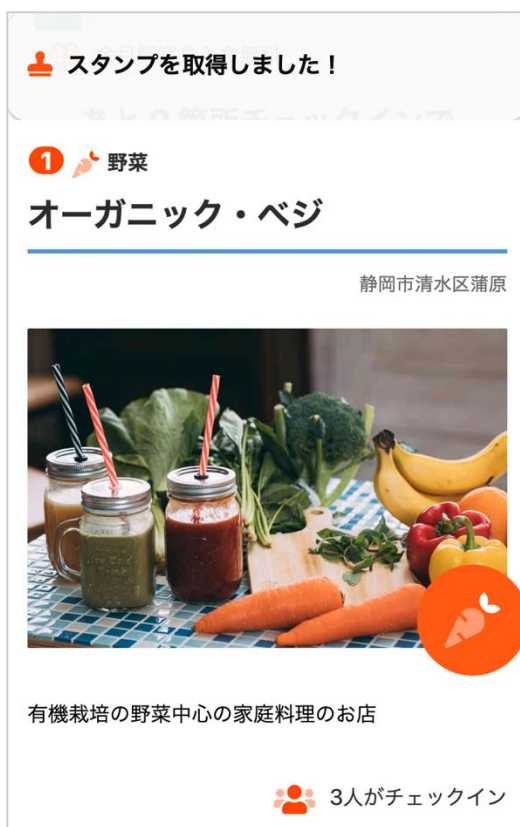 スタンプを取得しました！
1 野菜
オーガニック・ベジ
静岡市清水区蒲原
有機栽培の野菜中心の家庭料理のお店
3人がチェックイン